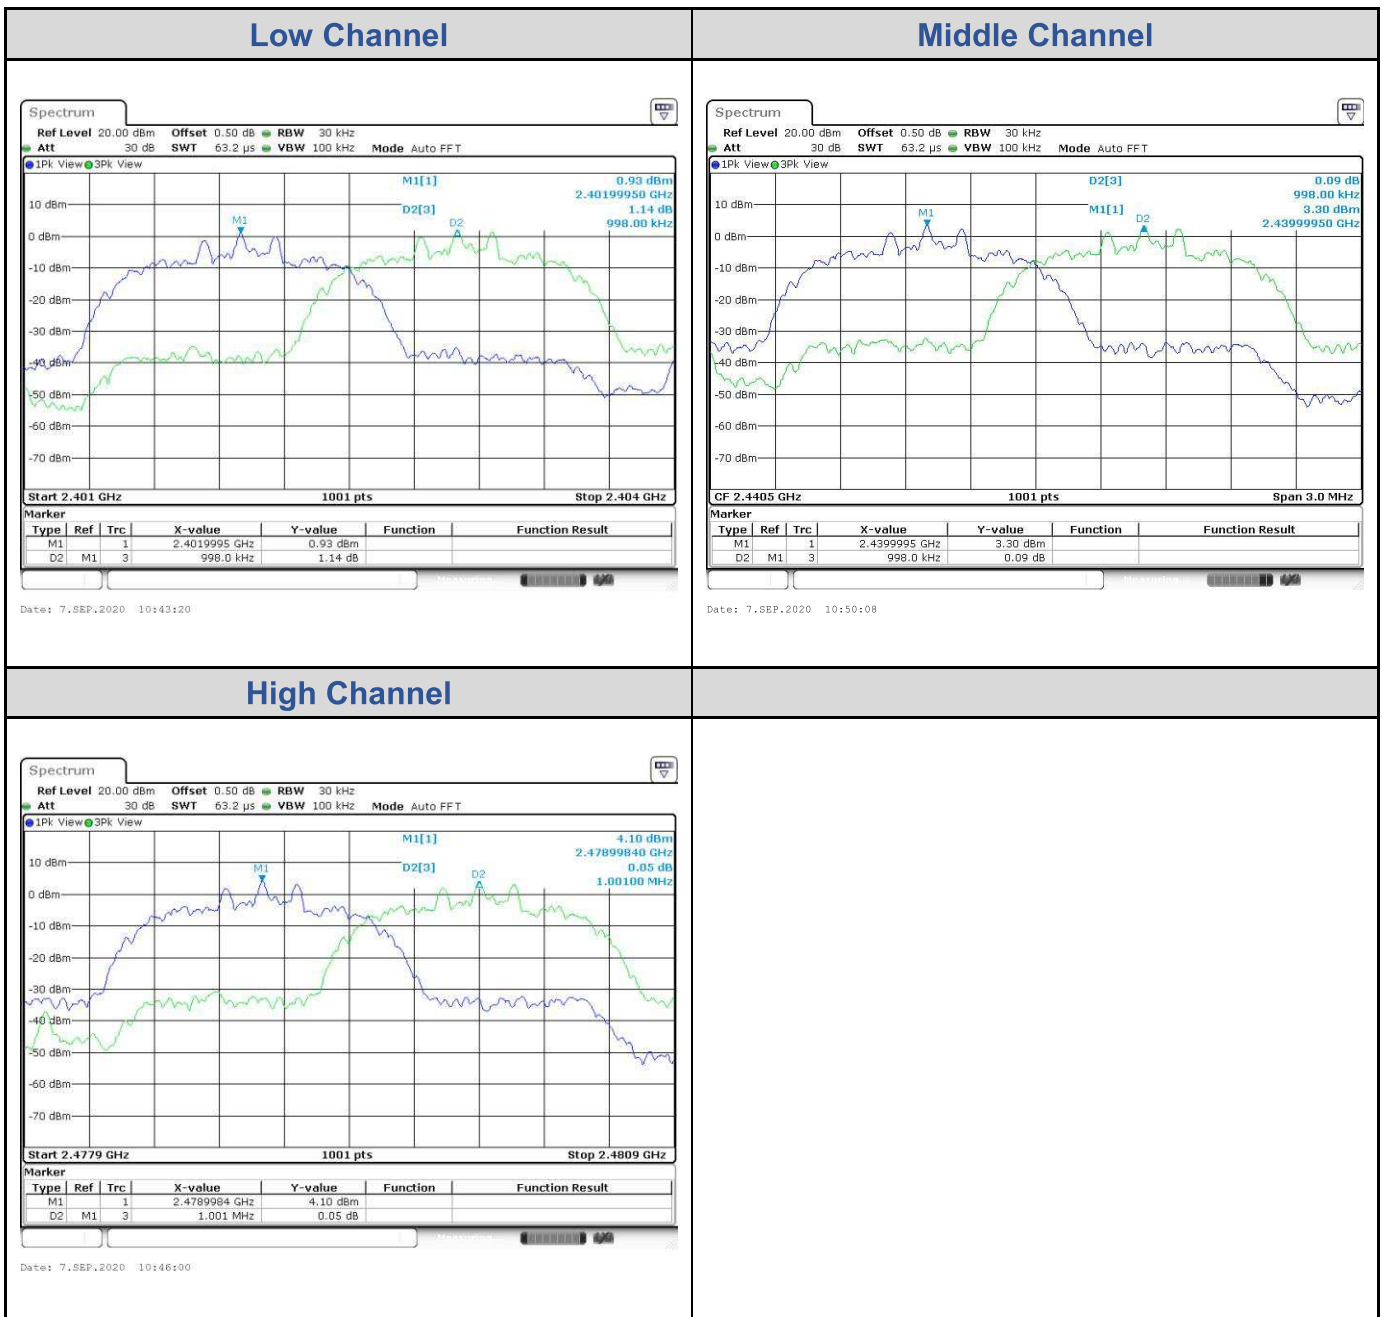 Low Channel
Middle Channel
Spectrum
Ref Level 20.00 dBm Offset 0.50 dB RBW 30 kHz
Att 30 dB SWT 63.2 µs VBW 100 kHz Mode Auto FFT
1Pk View 3Pk View
M1[1] 0.93 dBm
2.40199950 GHz
D2[3] 1.14 dB
998.00 kHz
M1
D2
10 dBm
0 dBm
-10 dBm
-20 dBm
-30 dBm
-40 dBm
-50 dBm
-60 dBm
-70 dBm
Start 2.401 GHz 1001 pts Stop 2.404 GHz
Marker
Type Ref Trc X-value Y-value Function Function Result
M1 1 2.4019995 GHz 0.93 dBm
D2 M1 3 998.0 kHz 1.14 dB
Date: 7.SEP.2020 10:43:20
Spectrum
Ref Level 20.00 dBm Offset 0.50 dB RBW 30 kHz
Att 30 dB SWT 63.2 µs VBW 100 kHz Mode Auto FFT
1Pk View 3Pk View
D2[3] 0.09 dB
998.00 kHz
M1[1] 3.30 dBm
2.43999950 GHz
M1
D2
10 dBm
0 dBm
-10 dBm
-20 dBm
-30 dBm
-40 dBm
-50 dBm
-60 dBm
-70 dBm
CF 2.4405 GHz 1001 pts Span 3.0 MHz
Marker
Type Ref Trc X-value Y-value Function Function Result
M1 1 2.4399995 GHz 3.30 dBm
D2 M1 3 998.0 kHz 0.09 dB
Date: 7.SEP.2020 10:50:08
High Channel
Spectrum
Ref Level 20.00 dBm Offset 0.50 dB RBW 30 kHz
Att 30 dB SWT 63.2 µs VBW 100 kHz Mode Auto FFT
1Pk View 3Pk View
M1[1] 4.10 dBm
2.47899840 GHz
D2[3] 0.05 dB
1.00100 MHz
M1
D2
10 dBm
0 dBm
-10 dBm
-20 dBm
-30 dBm
-40 dBm
-50 dBm
-60 dBm
-70 dBm
Start 2.4779 GHz 1001 pts Stop 2.4809 GHz
Marker
Type Ref Trc X-value Y-value Function Function Result
M1 1 2.4789984 GHz 4.10 dBm
D2 M1 3 1.001 MHz 0.05 dB
Date: 7.SEP.2020 10:46:00